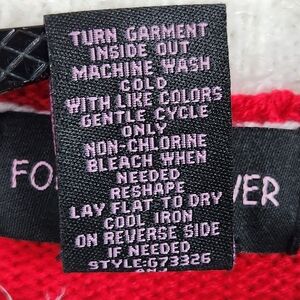 TURN GARMENT
INSIDE OUT
MACHINE WASH
COLD
WITH LIKE COLORS
GENTLE CYCLE
ONLY
NON-CHLORINE
BLEACH WHEN
NEEDED
RESHAPE
LAY FLAT TO DRY
COOL IRON
ON REVERSE SIDE
IF NEEDED
STYLE:G73326
FO
VER